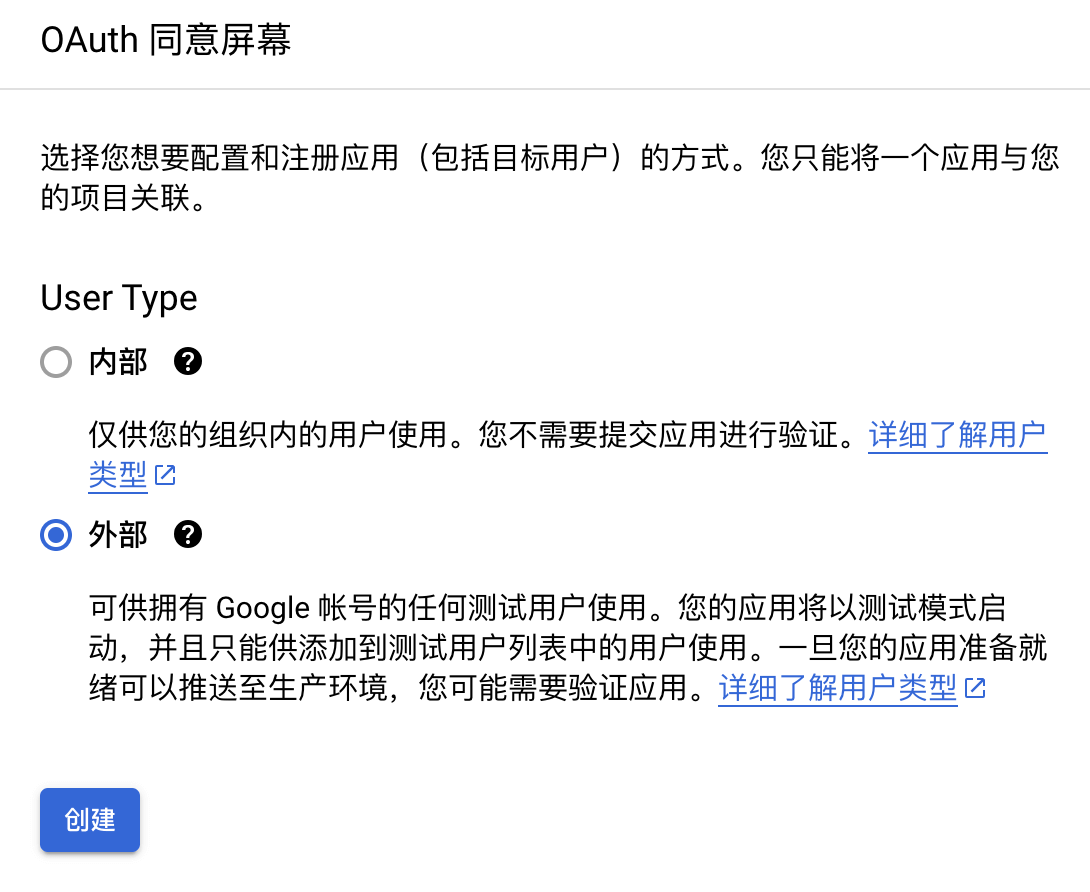 OAuth 同意屏幕
选择您想要配置和注册应用（包括目标用户）的方式。您只能将一个应用与您
的项目关联。
User Type
内部
仅供您的组织内的用户使用。您不需要提交应用进行验证。详细了解用户
类型
外部
可供拥有 Google 帐号的任何测试用户使用。您的应用将以测试模式启
动，并且只能供添加到测试用户列表中的用户使用。一旦您的应用准备就
绪可以推送至生产环境，您可能需要验证应用。详细了解用户类型
创建